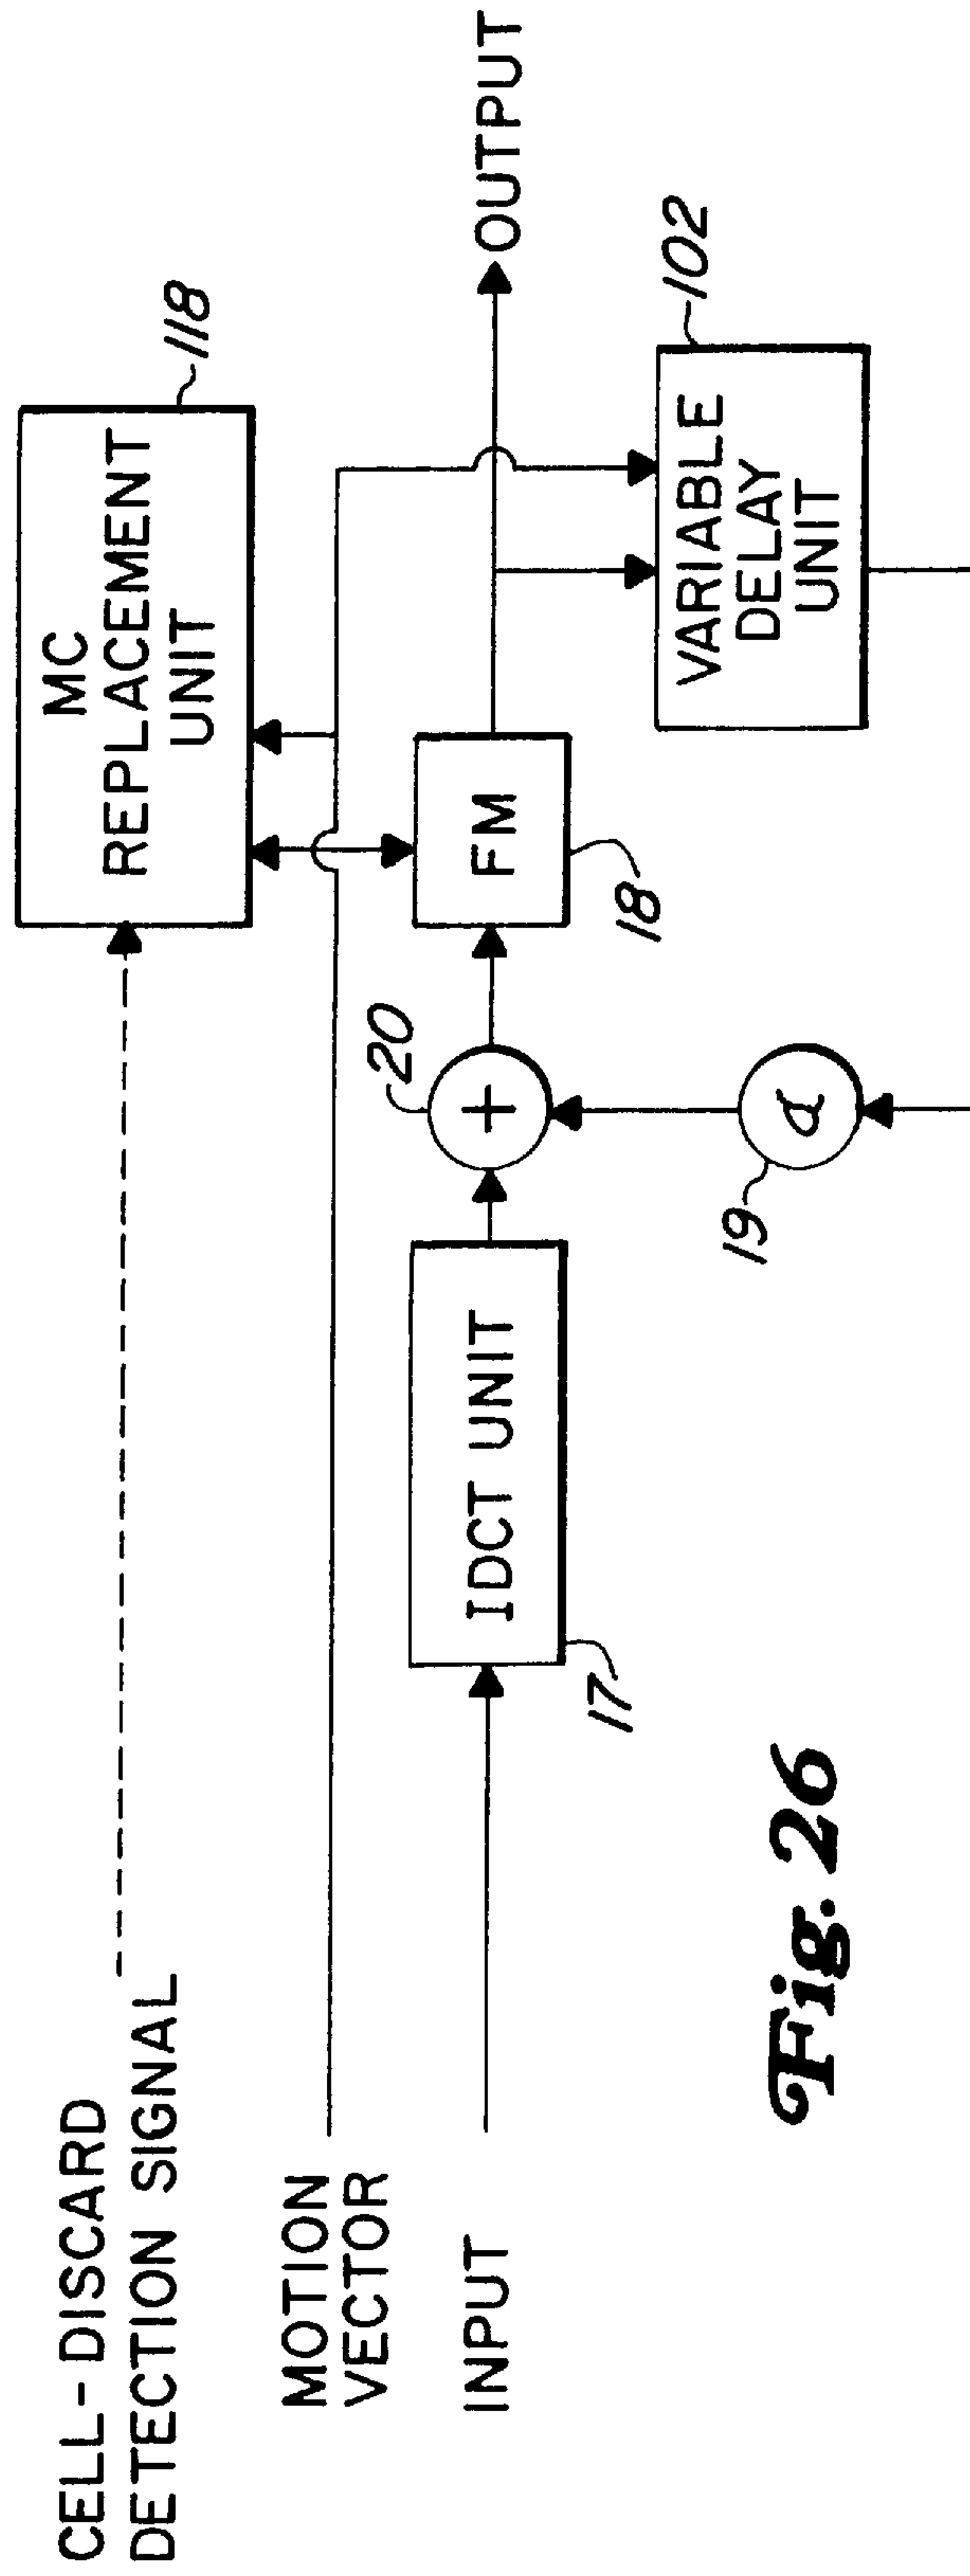 CELL-DISCARD
DETECTION SIGNAL
MC
REPLACEMENT
UNIT
118
MOTION
VECTOR
INPUT
IDCT UNIT
17
+
20
FM
18
OUTPUT
α
19
VARIABLE
DELAY
UNIT
102
Fig. 26